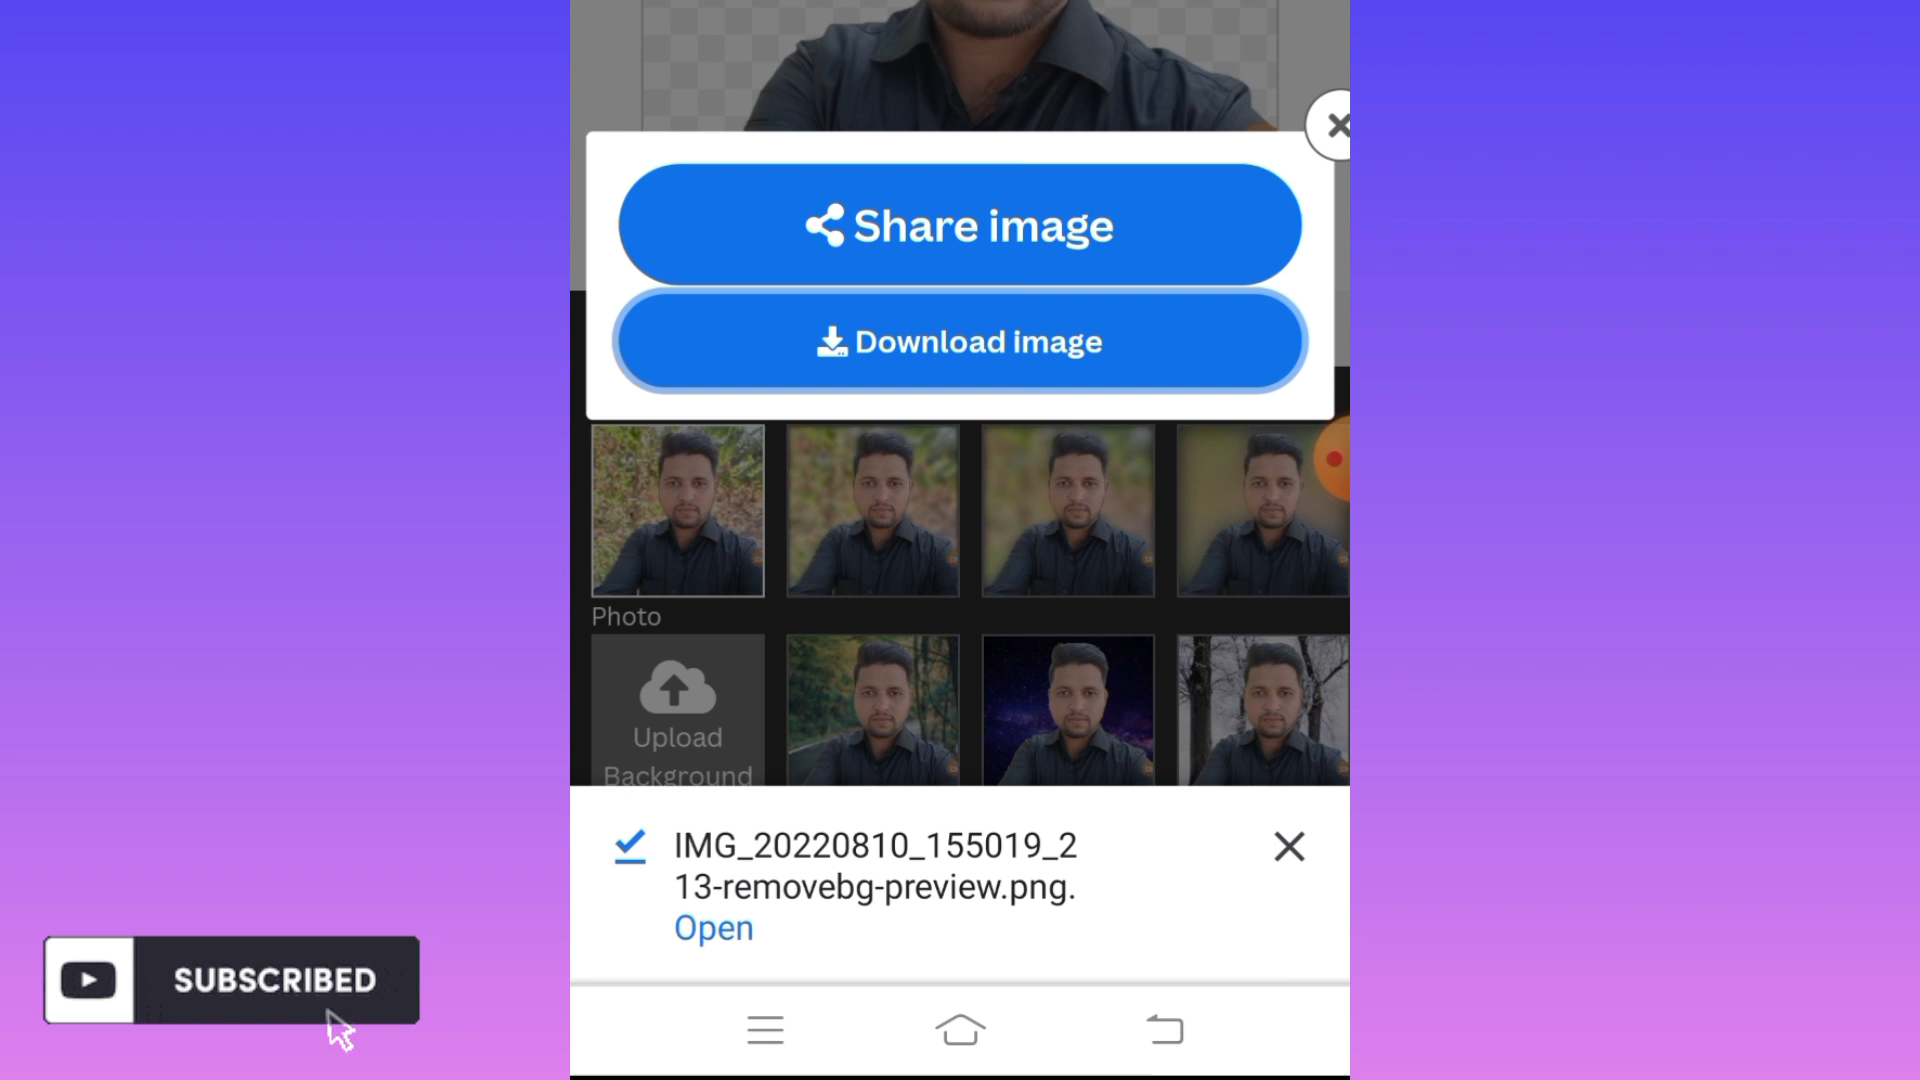 Share image
Download image
Photo
Upload
Background
IMG_20220810_155019_2
13-removebg-preview.png.
Open
SUBSCRIBED